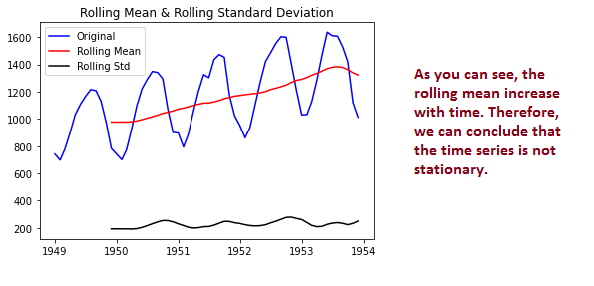 Rolling Mean & Rolling Standard Deviation
Original
Rolling Mean
Rolling Std
1600
1400
1200
1000
800
600
400
200
1949
1950
1951
1952
1953
1954
As you can see, the
rolling mean increase
with time. Therefore,
we can conclude that
the time series is not
stationary.